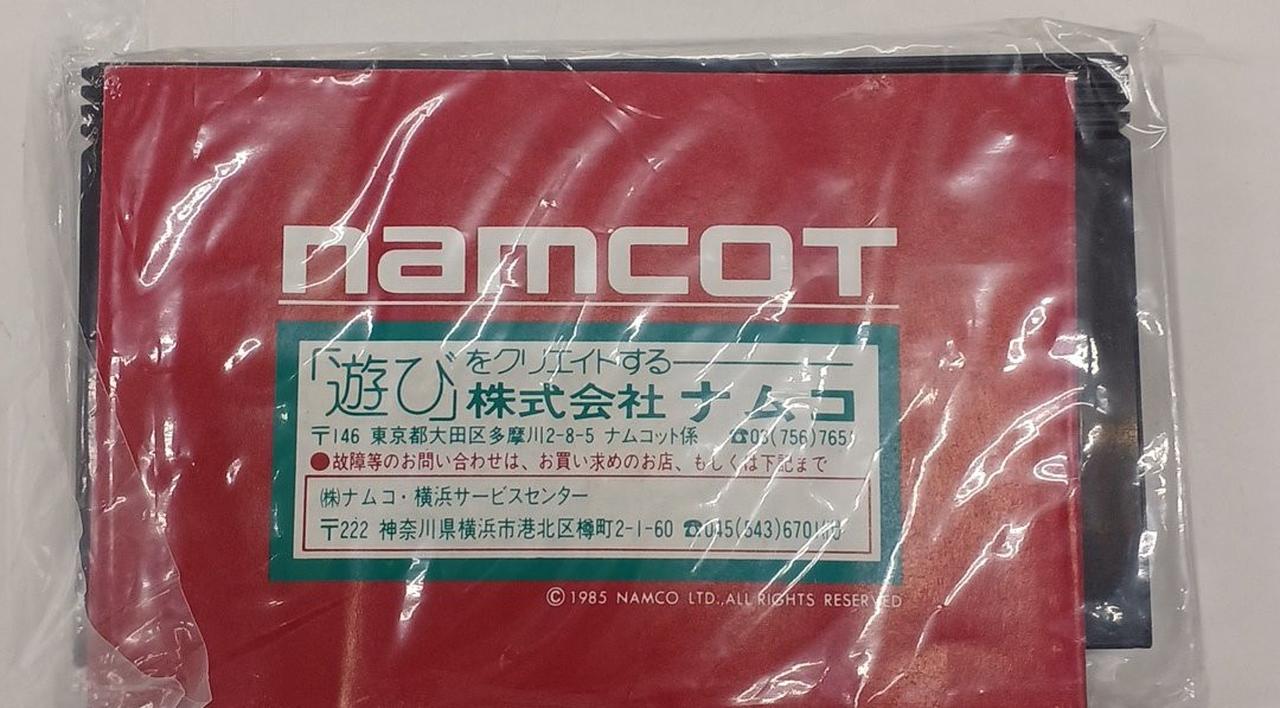 namcoT
「遊び」をクリエイトする
株式会社 ナムコ
〒146 東京都大田区多摩川2-8-5 ナムコット係
●故障等のお問い合わせは、お買い求めのお店、もしくは下記まで
㈱ナムコ・横浜サービスセンター
〒222 神奈川県横浜市港北区樽町2-1-60
©1985 NAMCO LTD.,ALL RIGHTS RESERVED